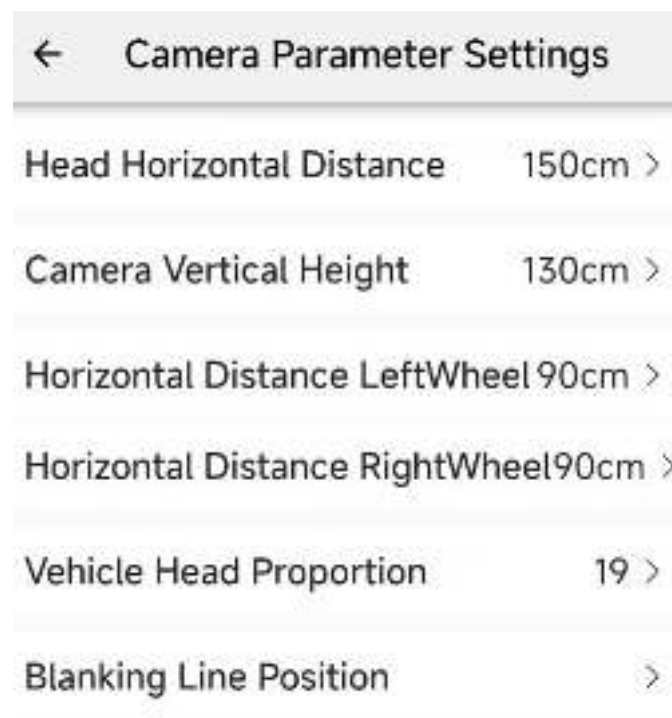 Camera Parameter Settings
Head Horizontal Distance 150cm
Camera Vertical Height 130cm
Horizontal Distance LeftWheel 90cm
Horizontal Distance RightWheel90cm
Vehicle Head Proportion 19
Blanking Line Position